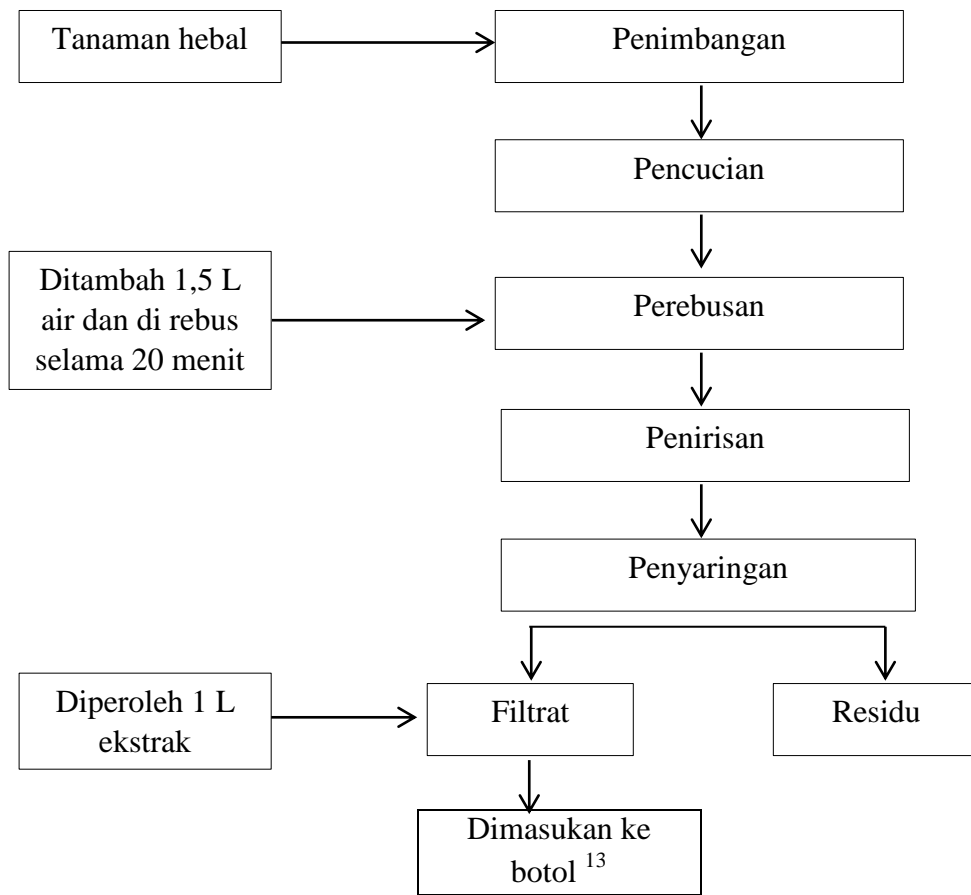 Tanaman hebal
Penimbangan
Pencucian
Ditambah 1,5 L
air dan di rebus
selama 20 menit
Perebusan
Penirisan
Penyaringan
Diperoleh 1 L
ekstrak
Filtrat
Residu
Dimasukan ke
botol 13